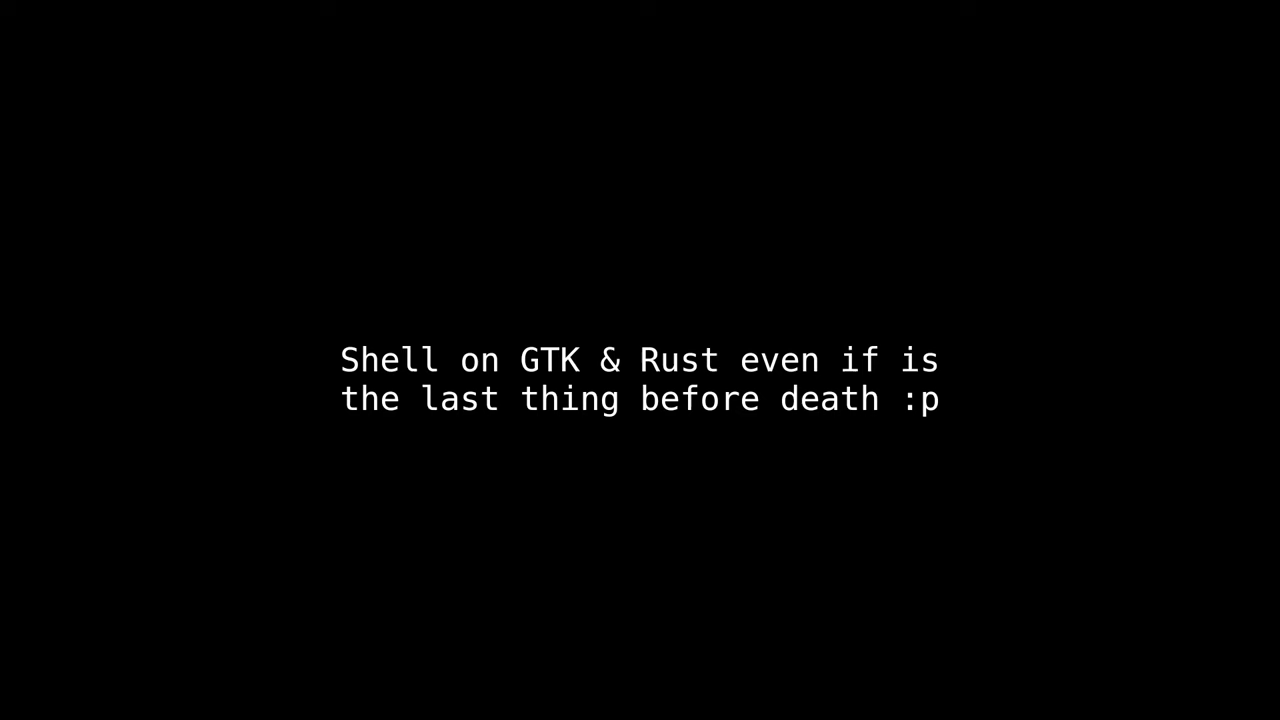 Shell on GTK & Rust even if is
the last thing before death :p